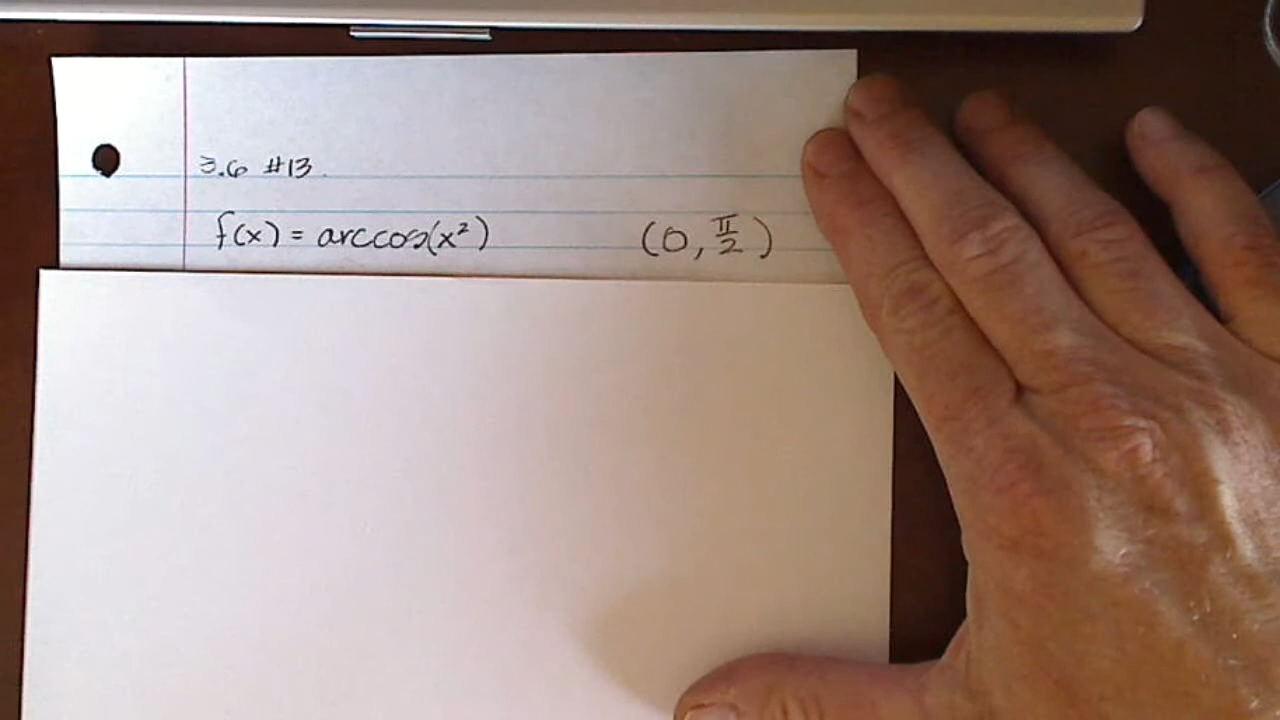 3.6 #13.
f(x) = arccos(x²) (0, π/2)